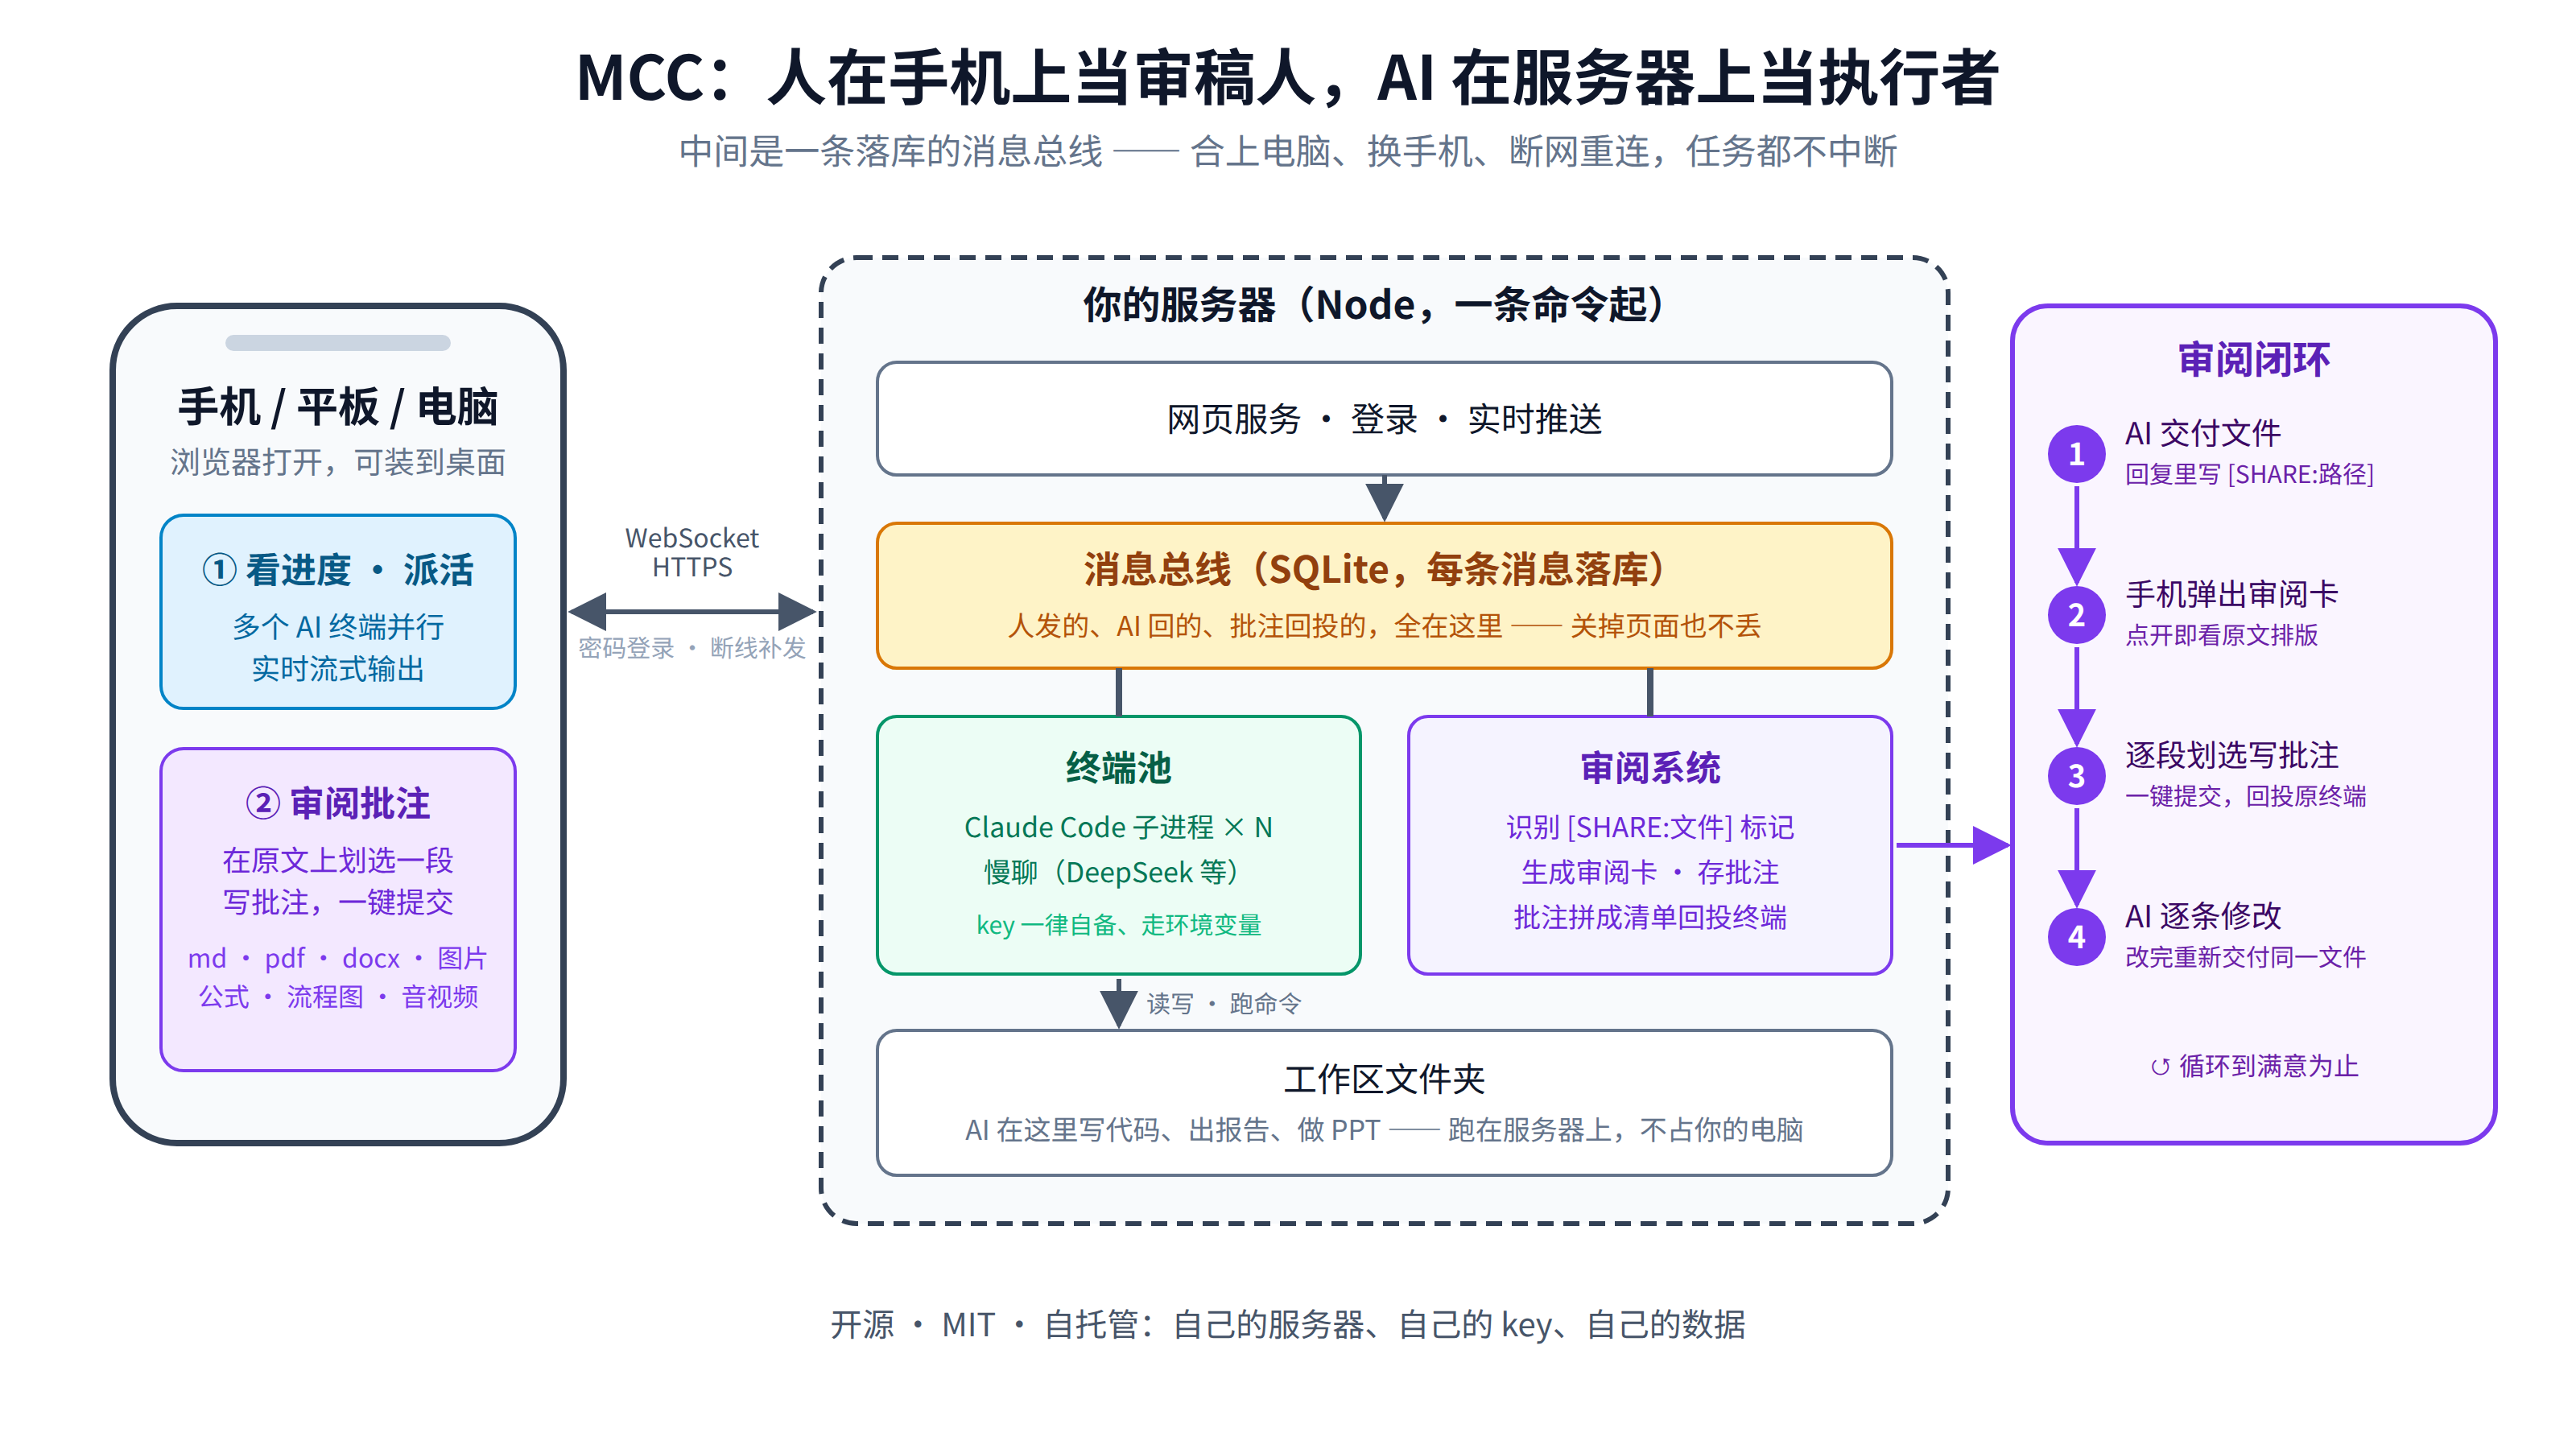 MCC：人在手机上当审稿人，AI 在服务器上当执行者
中间是一条落库的消息总线 —— 合上电脑、换手机、断网重连，任务都不中断
手机 / 平板 / 电脑
浏览器打开，可装到桌面
① 看进度 · 派活
多个 AI 终端并行
实时流式输出
② 审阅批注
在原文上划选一段
写批注，一键提交
md · pdf · docx · 图片
公式 · 流程图 · 音视频
WebSocket
HTTPS
密码登录 · 断线补发
你的服务器（Node，一条命令起）
网页服务 · 登录 · 实时推送
消息总线（SQLite，每条消息落库）
人发的、AI 回的、批注回投的，全在这里 —— 关掉页面也不丢
终端池
Claude Code 子进程 × N
慢聊（DeepSeek 等）
key 一律自备、走环境变量
审阅系统
识别 [SHARE:文件] 标记
生成审阅卡 · 存批注
批注拼成清单回投终端
读写 · 跑命令
工作区文件夹
AI 在这里写代码、出报告、做 PPT —— 跑在服务器上，不占你的电脑
审阅闭环
1 AI 交付文件
回复里写 [SHARE:路径]
2 手机弹出审阅卡
点开即看原文排版
3 逐段划选写批注
一键提交，回投原终端
4 AI 逐条修改
改完重新交付同一文件
↺ 循环到满意为止
开源 · MIT · 自托管：自己的服务器、自己的 key、自己的数据